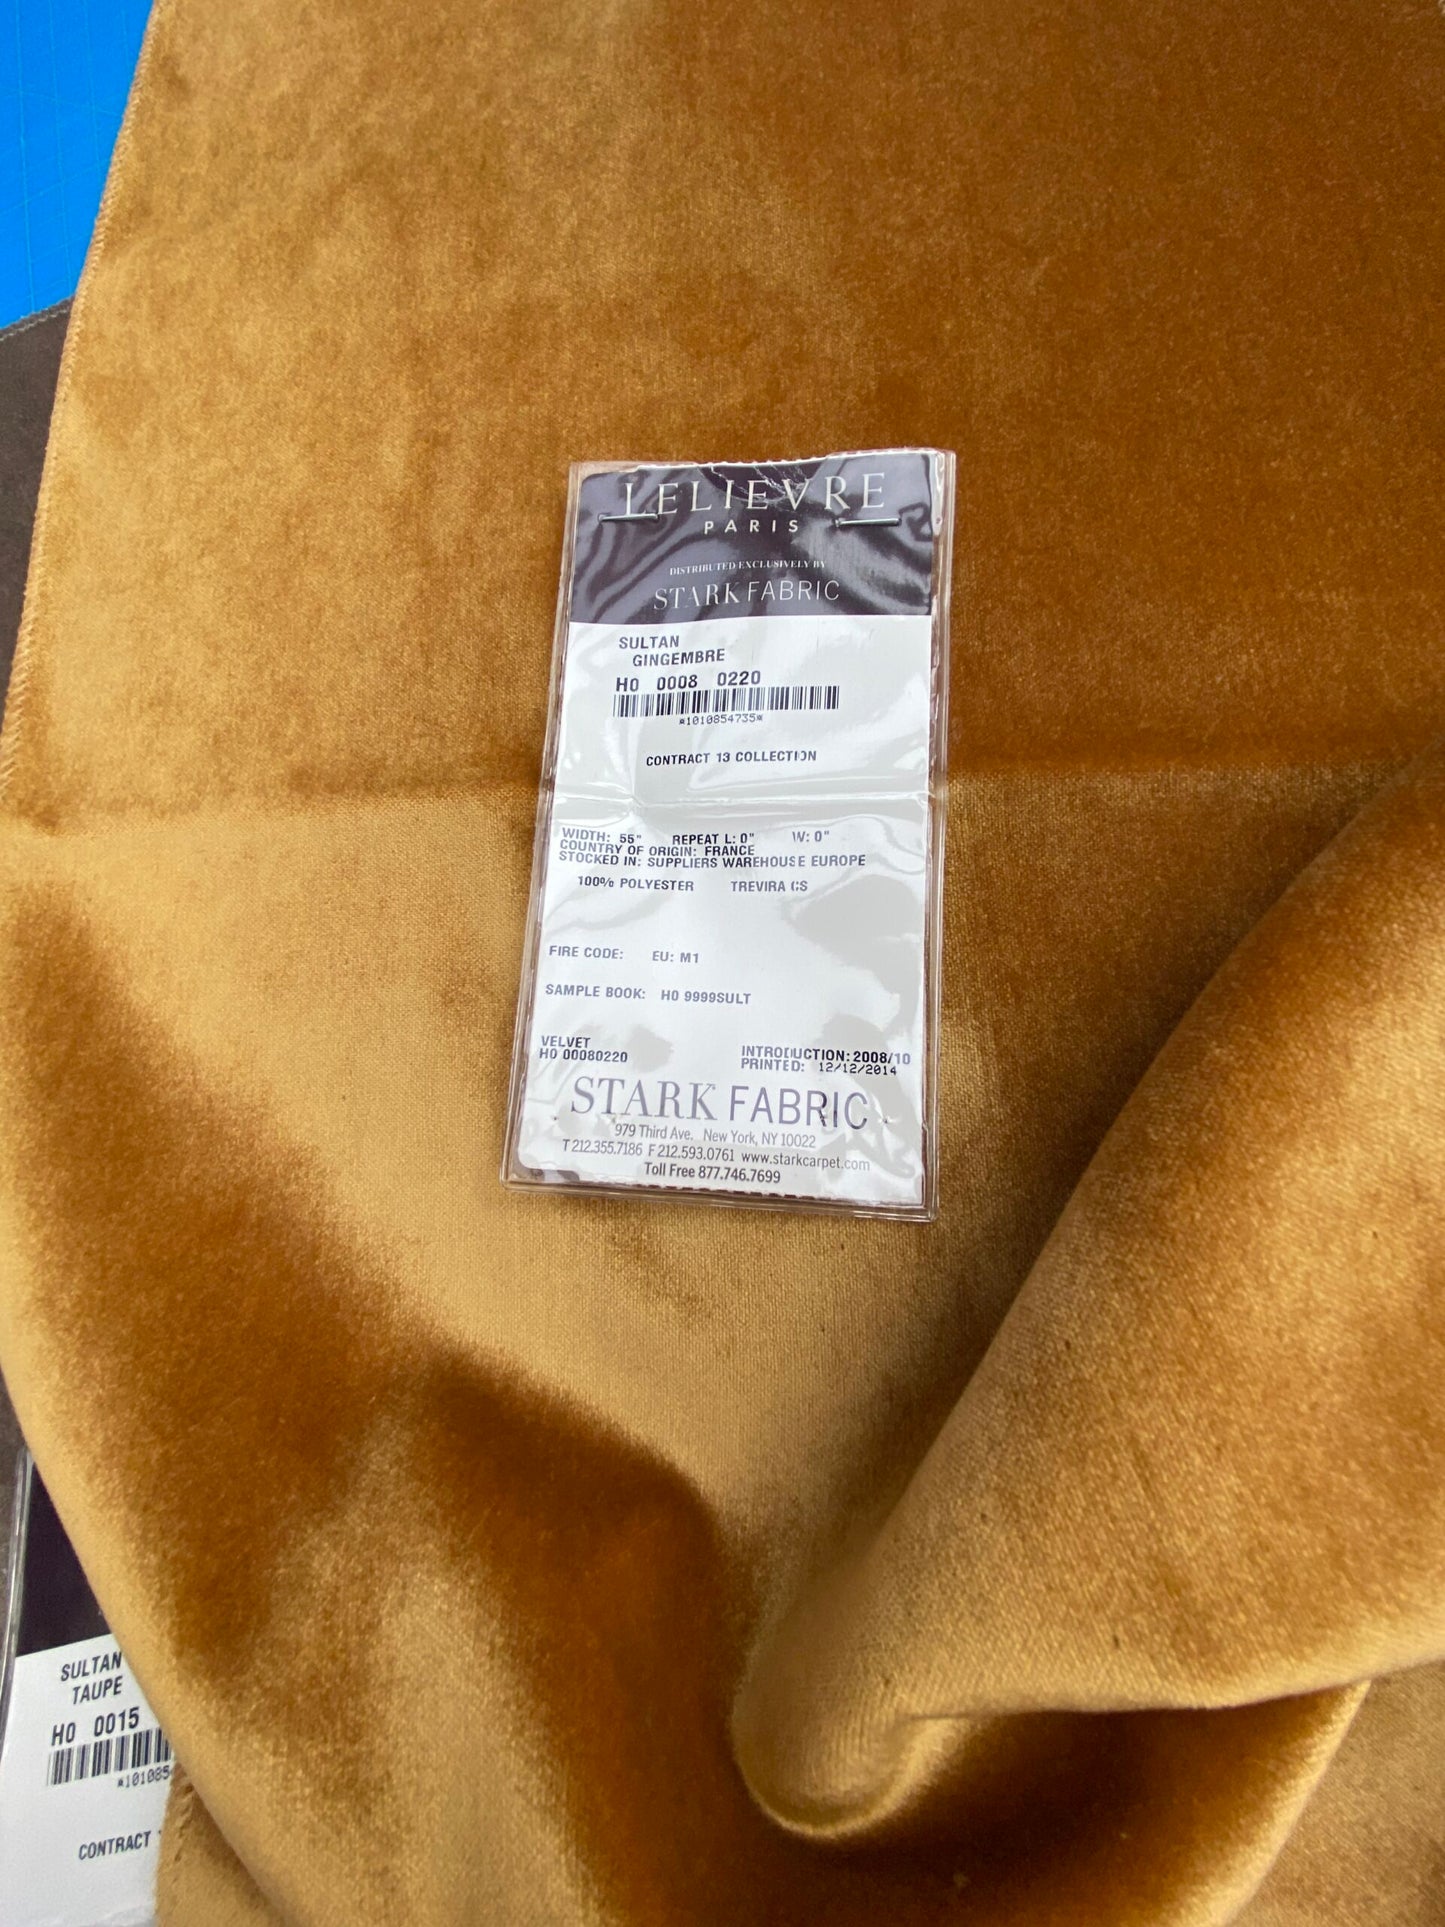 LELIEVRE
PARIS
DISTRIBUTED EXCLUSIVELY BY
STARK FABRIC
SULTAN
GINGEMBRE
H0 0008 0220
*1010854735*
CONTRACT 13 COLLECTION
WIDTH: 55" REPEAT L: 0" W: 0"
COUNTRY OF ORIGIN: FRANCE
STOCKED IN: SUPPLIERS WAREHOUSE EUROPE
100% POLYESTER TREVIRA CS
FIRE CODE: EU: M1
SAMPLE BOOK: H0 9999SULT
VELVET
H0 00080220
INTRODUCTION: 2008/10
PRINTED: 12/12/2014
STARK FABRIC
979 Third Ave. New York, NY 10022
T 212.355.7186 F 212.593.0761 www.starkcarpet.com
Toll Free 877.746.7699
SULTAN
TAUPE
H0 0015
*101085
CONTRACT